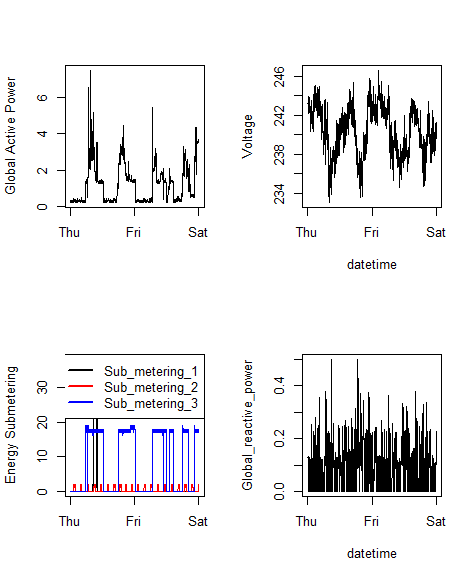 Global Active Power
6
4
2
0
Thu Fri Sat
Voltage
246
242
238
234
Thu Fri Sat
datetime
Energy Submetering
30
20
10
0
Sub_metering_1
Sub_metering_2
Sub_metering_3
Thu Fri Sat
Global_reactive_power
0.4
0.2
0.0
Thu Fri Sat
datetime